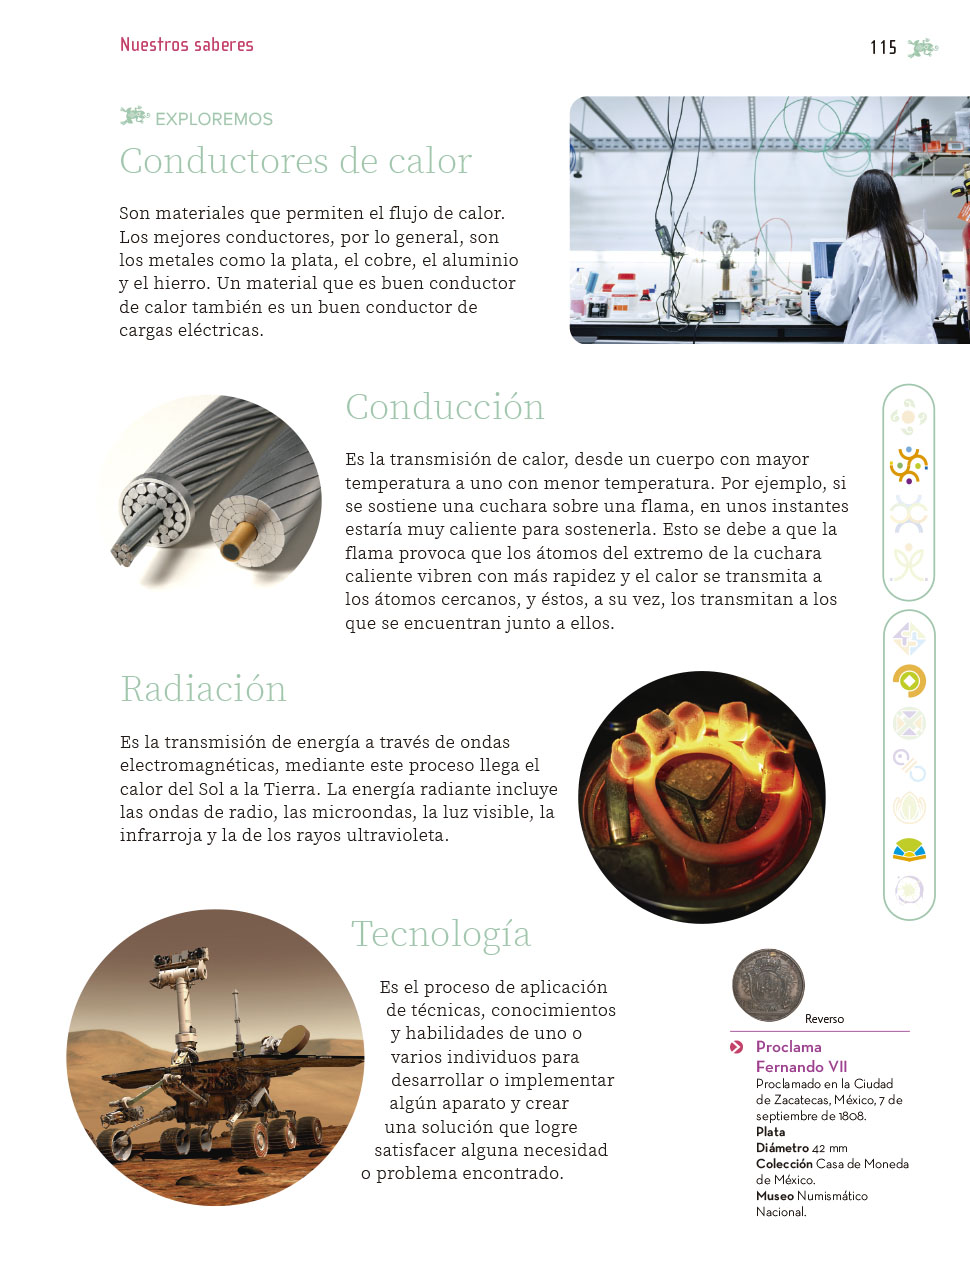 Nuestros saberes
115
EXPLOREMOS
Conductores de calor
Son materiales que permiten el flujo de calor.
Los mejores conductores, por lo general, son
los metales como la plata, el cobre, el aluminio
y el hierro. Un material que es buen conductor
de calor también es un buen conductor de
cargas eléctricas.
Conducción
Es la transmisión de calor, desde un cuerpo con mayor
temperatura a uno con menor temperatura. Por ejemplo, si
se sostiene una cuchara sobre una flama, en unos instantes
estaría muy caliente para sostenerla. Esto se debe a que la
flama provoca que los átomos del extremo de la cuchara
caliente vibren con más rapidez y el calor se transmita a
los átomos cercanos, y éstos, a su vez, los transmitan a los
que se encuentran junto a ellos.
Radiación
Es la transmisión de energía a través de ondas
electromagnéticas, mediante este proceso llega el
calor del Sol a la Tierra. La energía radiante incluye
las ondas de radio, las microondas, la luz visible, la
infrarroja y la de los rayos ultravioleta.
Tecnología
Es el proceso de aplicación
de técnicas, conocimientos
y habilidades de uno o
varios individuos para
desarrollar o implementar
algún aparato y crear
una solución que logre
satisfacer alguna necesidad
o problema encontrado.
Reverso
Proclama
Fernando VII
Proclamado en la Ciudad
de Zacatecas, México, 7 de
septiembre de 1808.
Plata
Diámetro 42 mm
Colección Casa de Moneda
de México.
Museo Numismático
Nacional.